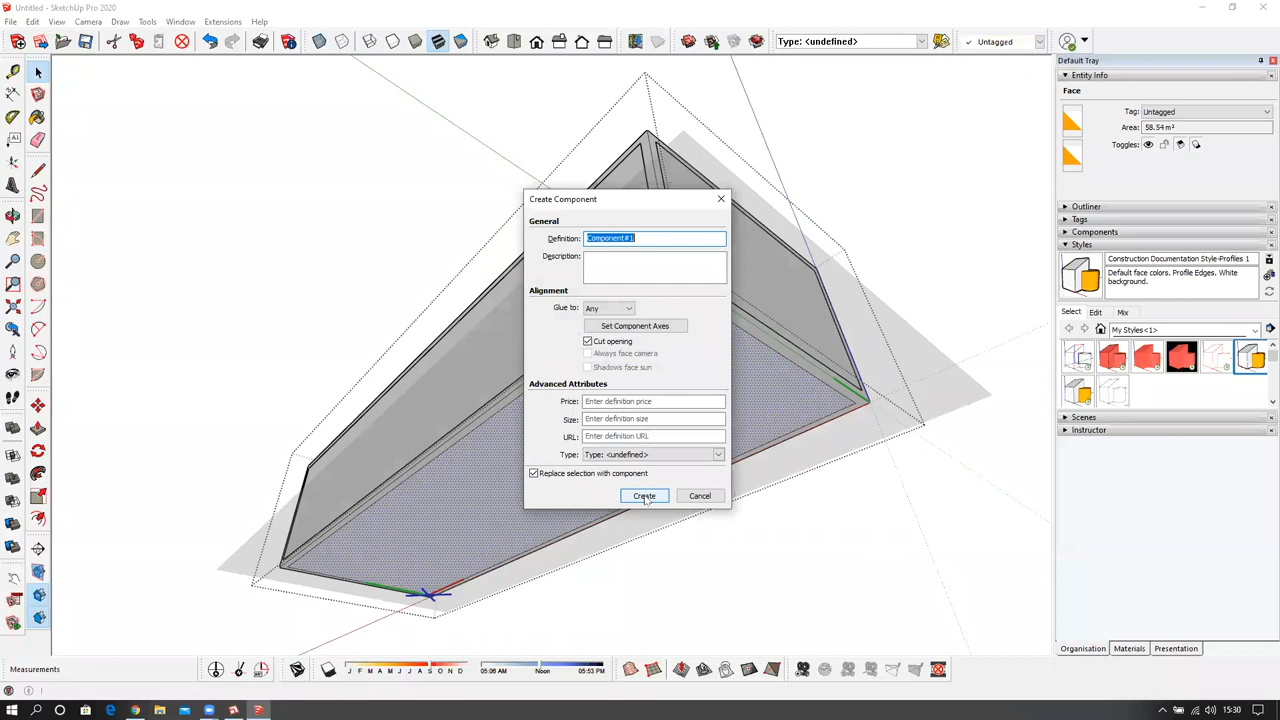 Untitled - SketchUp Pro 2020
File Edit View Camera Draw Tools Window Extensions Help
Type: <undefined>
Untagged
Default Tray
Entity Info
Face
Tag: Untagged
Area: 58.54 m²
Toggles:
Outliner
Tags
Components
Styles
Construction Documentation Style-Profiles 1
Default face colors. Profile Edges. White
background.
Select Edit Mix
My Styles<1>
Scenes
Instructor
Organisation Materials Presentation
Create Component
General
Definition: Component#1
Description:
Alignment
Glue to: Any
Set Component Axes
Cut opening
Always face camera
Shadows face sun
Advanced Attributes
Price: Enter definition price
Size: Enter definition size
URL: Enter definition URL
Type: Type: <undefined>
Replace selection with component
Create Cancel
A1
Measurements
J F M A M J J A S O N D
05:06 AM Noon 05:53 PM
15:30